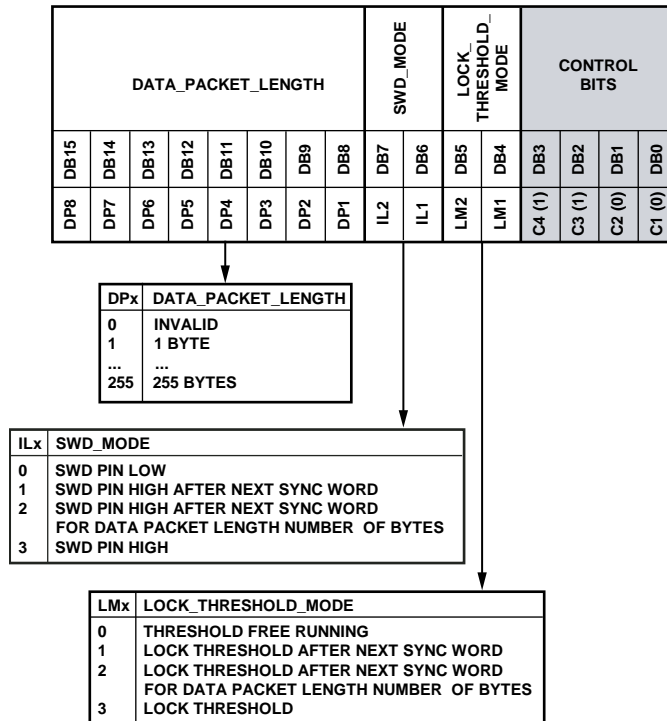 DATA_PACKET_LENGTH
SWD_MODE
LOCK_
THRESHOLD_
MODE
CONTROL
BITS
DB15 DB14 DB13 DB12 DB11 DB10 DB9 DB8 DB7 DB6 DB5 DB4 DB3 DB2 DB1 DB0
DP8 DP7 DP6 DP5 DP4 DP3 DP2 DP1 IL2 IL1 LM2 LM1 C4 (1) C3 (1) C2 (0) C1 (0)
DPx DATA_PACKET_LENGTH
0 INVALID
1 1 BYTE
... ...
255 255 BYTES
ILx SWD_MODE
0 SWD PIN LOW
1 SWD PIN HIGH AFTER NEXT SYNC WORD
2 SWD PIN HIGH AFTER NEXT SYNC WORD
FOR DATA PACKET LENGTH NUMBER OF BYTES
3 SWD PIN HIGH
LMx LOCK_THRESHOLD_MODE
0 THRESHOLD FREE RUNNING
1 LOCK THRESHOLD AFTER NEXT SYNC WORD
2 LOCK THRESHOLD AFTER NEXT SYNC WORD
FOR DATA PACKET LENGTH NUMBER OF BYTES
3 LOCK THRESHOLD